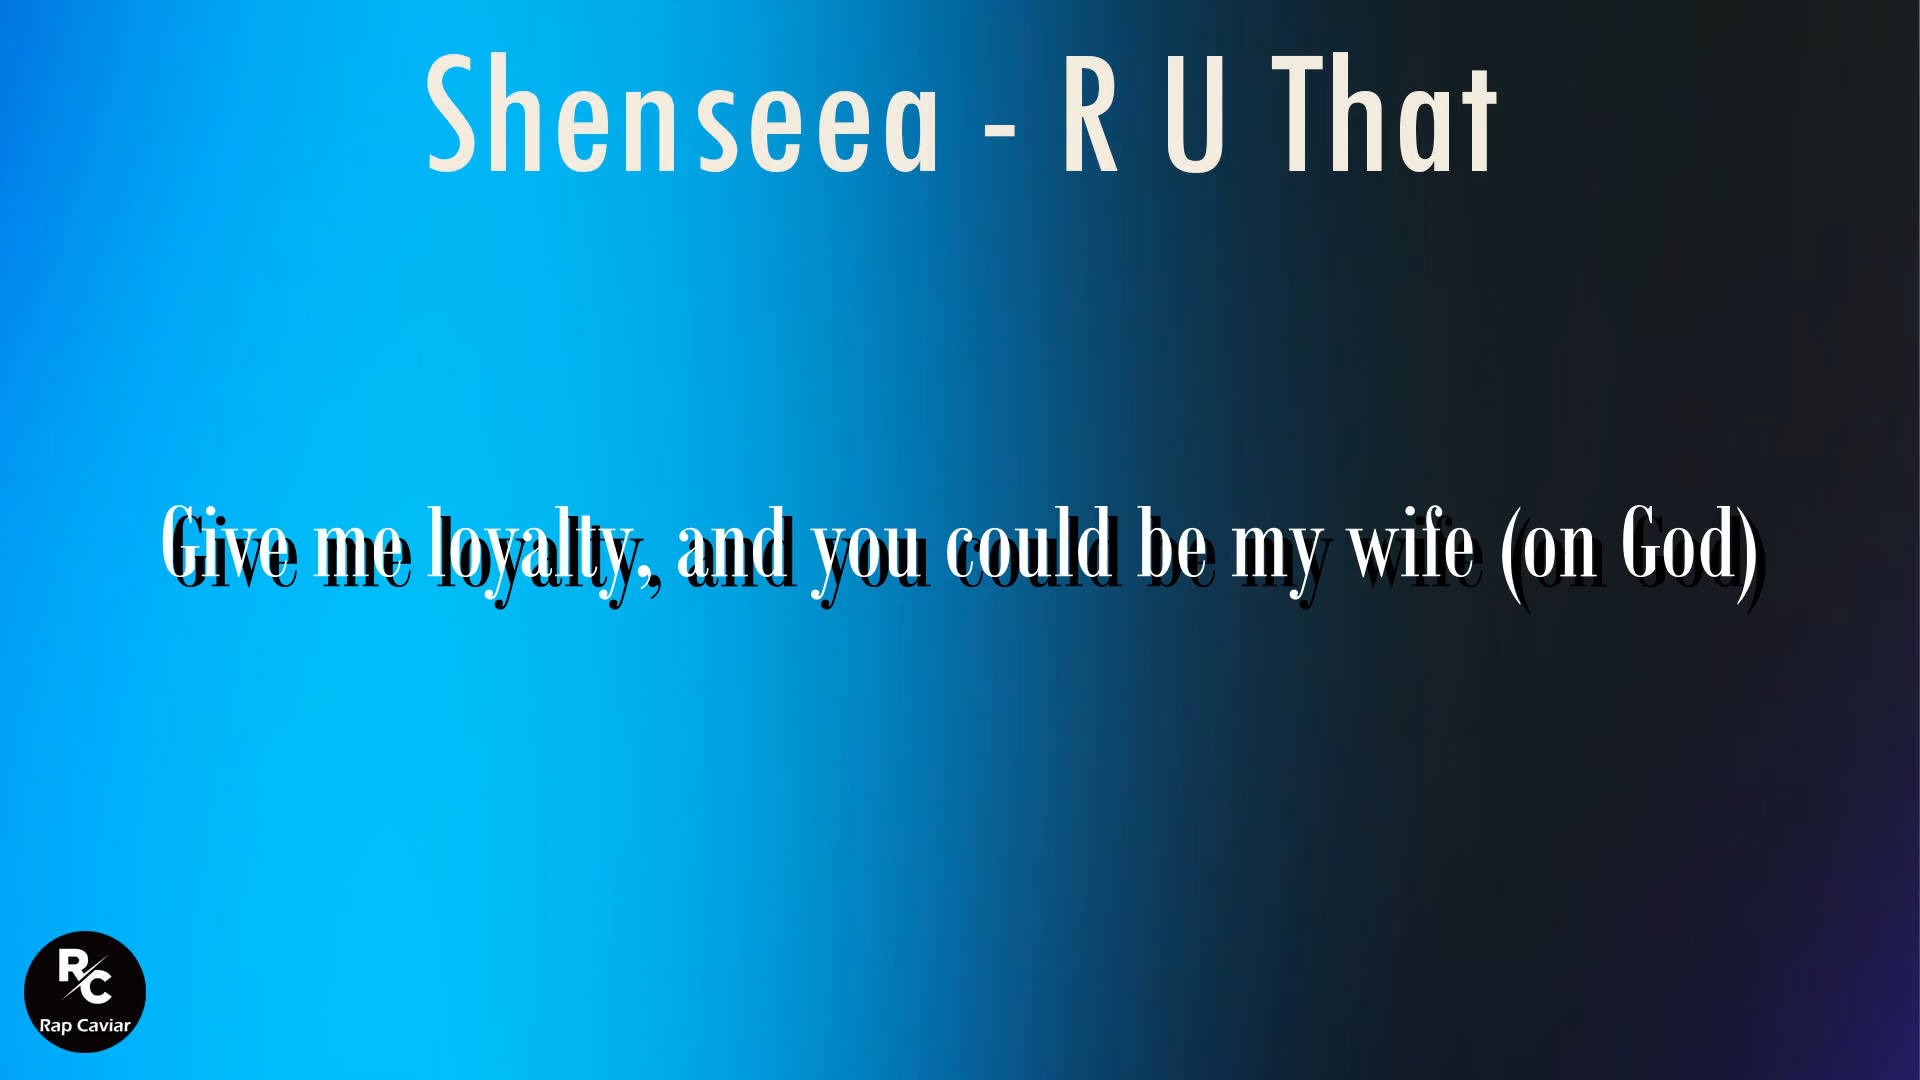 Shenseea - R U That
Give me loyalty, and you could be my wife (on God)
R/C
Rap Caviar